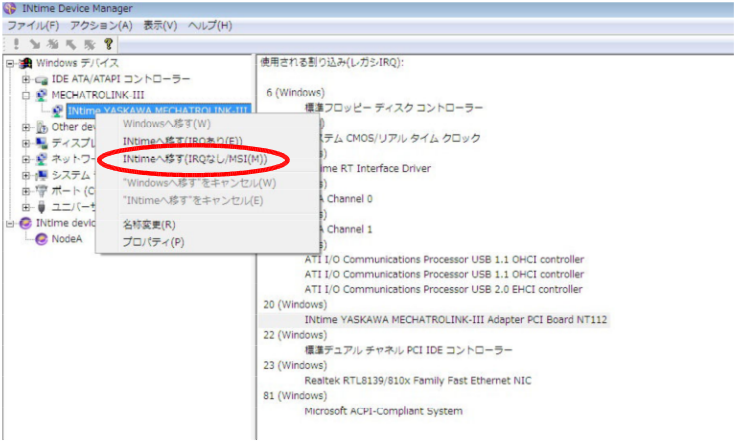 INtime Device Manager
ファイル(F) アクション(A) 表示(V) ヘルプ(H)
Windows デバイス
IDE ATA/ATAPI コントローラー
MECHATROLINK-III
INtime YASKAWA MECHATROLINK-III
Other dev
ディスプレ
ネットワー
システム
ポート (C
ユニバーサ
INtime devic
NodeA
Windowsへ移す(W)
INtimeへ移す(IRQあり(E))
INtimeへ移す(IRQなし/MSI(M))
"Windowsへ移す"をキャンセル(W)
"INtimeへ移す"をキャンセル(E)
名称変更(R)
プロパティ(P)
使用される割り込み(レガシIRQ):
6 (Windows)
標準フロッピー ディスク コントローラー
テム CMOS/リアル タイム クロック
ime RT Interface Driver
Channel 0
Channel 1
ATI I/O Communications Processor USB 1.1 OHCI controller
ATI I/O Communications Processor USB 1.1 OHCI controller
ATI I/O Communications Processor USB 2.0 EHCI controller
20 (Windows)
INtime YASKAWA MECHATROLINK-III Adapter PCI Board NT112
22 (Windows)
標準デュアル チャネル PCI IDE コントローラー
23 (Windows)
Realtek RTL8139/810x Family Fast Ethernet NIC
81 (Windows)
Microsoft ACPI-Compliant System